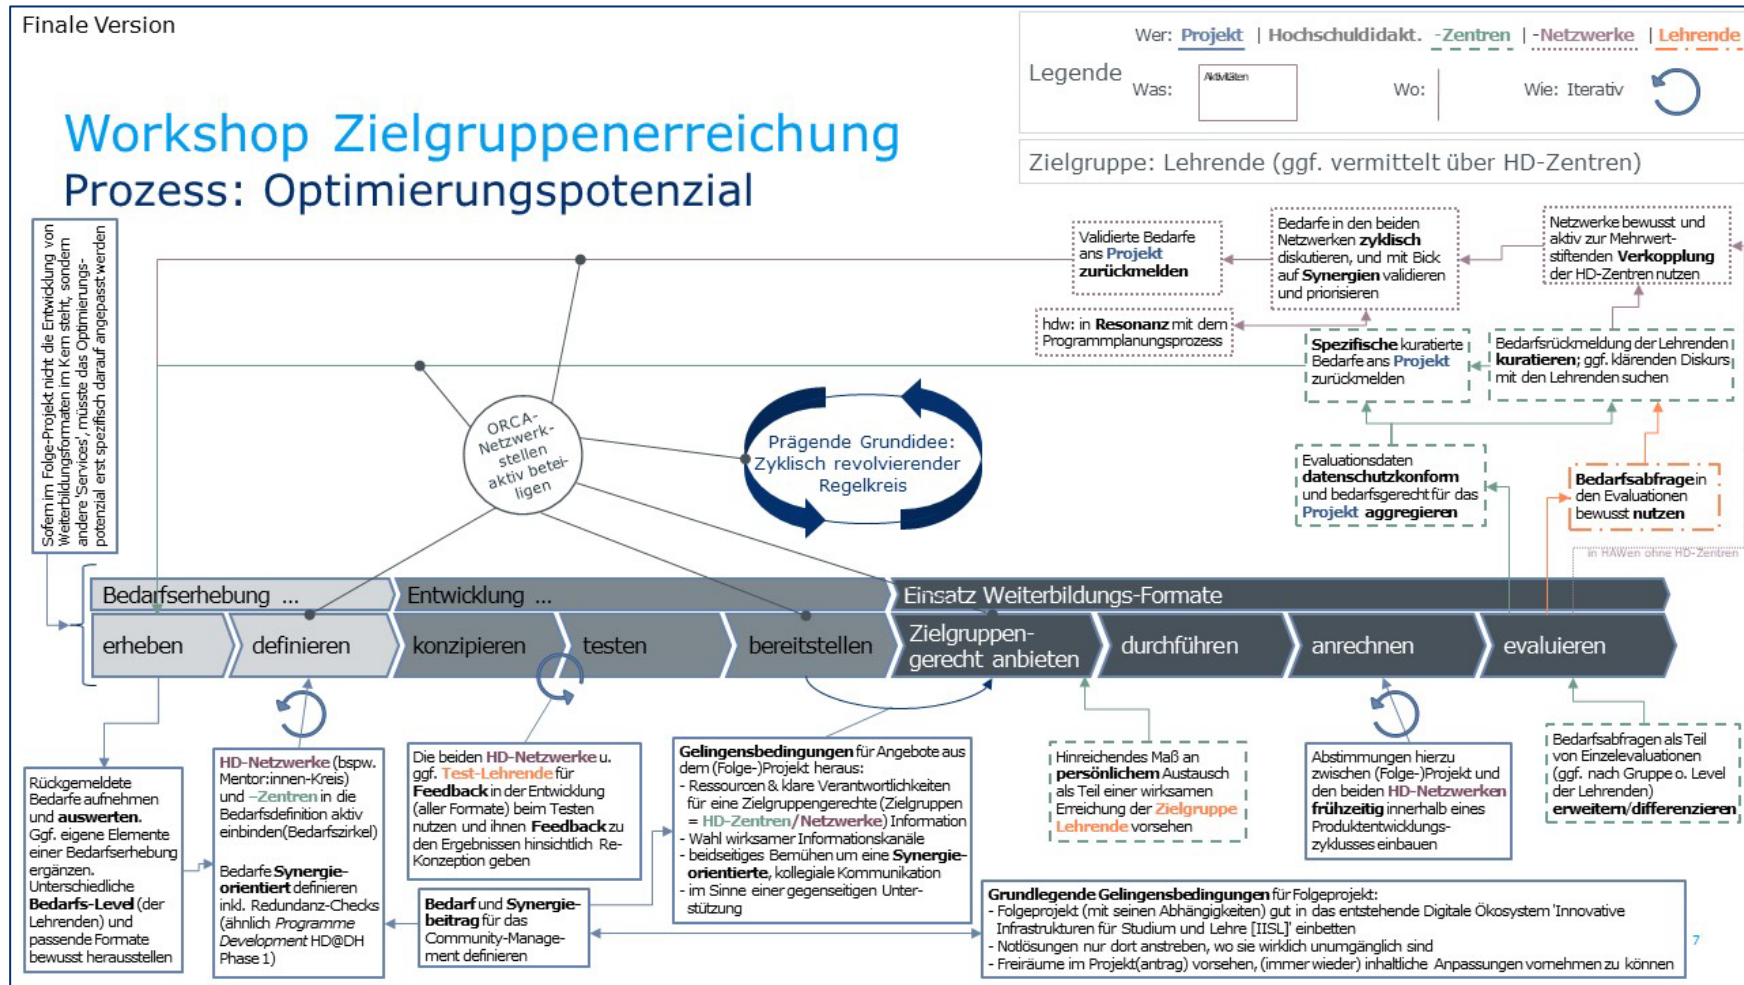 Finale Version
Wer: Projekt | Hochschuldidakt. -Zentren | -Netzwerke | Lehrende
Legende
Was:
Aktivitäten
Wo:
Wie: Iterativ
Workshop Zielgruppenerreichung
Prozess: Optimierungspotenzial
Zielgruppe: Lehrende (ggf. vermittelt über HD-Zentren)
Sofern im Folge-Projekt nicht die Entwicklung von
Weiterbildungsformaten im Kern steht, sondern
andere 'Services', müsste das Optimierungs-
potenzial erst spezifisch darauf angepasst werden
Validierte Bedarfe
ans Projekt
zurückmelden
Bedarfe in den beiden
Netzwerken zyklisch
diskutieren, und mit Bick
auf Synergien validieren
und priorisieren
Netzwerke bewusst und
aktiv zur Mehrwert-
stiftenden Verkopplung
der HD-Zentren nutzen
hdw: in Resonanz mit dem
Programmplanungsprozess
Spezifische kuratierte
Bedarfe ans Projekt
zurückmelden
Bedarfsrückmeldung der Lehrenden
kuratieren; ggf. klärenden Diskurs
mit den Lehrenden suchen
ORCA-
Netzwerk-
stellen
aktiv betei-
ligen
Prägende Grundidee:
Zyklisch revolvierender
Regelkreis
Evaluationsdaten
datenschutzkonform
und bedarfsgerecht für das
Projekt aggregieren
Bedarfsabfrage in
den Evaluationen
bewusst nutzen
in HAWen ohne HD-Zentren
Bedarfserhebung ...
Entwicklung ...
Einsatz Weiterbildungs-Formate
erheben
definieren
konzipieren
testen
bereitstellen
Zielgruppen-
gerecht anbieten
durchführen
anrechnen
evaluieren
Rückgemeldete
Bedarfe aufnehmen
und auswerten.
Ggf. eigene Elemente
einer Bedarfserhebung
ergänzen.
Unterschiedliche
Bedarfs-Level (der
Lehrenden) und
passende Formate
bewusst herausstellen
HD-Netzwerke (bspw.
Mentor:innen-Kreis)
und –Zentren in die
Bedarfsdefinition aktiv
einbinden(Bedarfszirkel)
Bedarfe Synergie-
orientiert definieren
inkl. Redundanz-Checks
(ähnlich Programme
Development HD@DH
Phase 1)
Die beiden HD-Netzwerke u.
ggf. Test-Lehrende für
Feedback in der Entwicklung
(aller Formate) beim Testen
nutzen und ihnen Feedback zu
den Ergebnissen hinsichtlich Re-
Konzeption geben
Bedarf und Synergie-
beitrag für das
Community-Manage-
ment definieren
Gelingensbedingungen für Angebote aus
dem (Folge-)Projekt heraus:
- Ressourcen & klare Verantwortlichkeiten
für eine Zielgruppengerechte (Zielgruppen
= HD-Zentren/Netzwerke) Information
- Wahl wirksamer Informationskanäle
- beidseitiges Bemühen um eine Synergie-
orientierte, kollegiale Kommunikation
- im Sinne einer gegenseitigen Unter-
stützung
Hinreichendes Maß an
persönlichem Austausch
als Teil einer wirksamen
Erreichung der Zielgruppe
Lehrende vorsehen
Abstimmungen hierzu
zwischen (Folge-)Projekt und
den beiden HD-Netzwerken
frühzeitig innerhalb eines
Produktentwicklungs-
zyklusses einbauen
Bedarfsabfragen als Teil
von Einzelevaluationen
(ggf. nach Gruppe o. Level
der Lehrenden)
erweitern/differenzieren
Grundlegende Gelingensbedingungen für Folgeprojekt:
- Folgeprojekt (mit seinen Abhängigkeiten) gut in das entstehende Digitale Ökosystem 'Innovative
Infrastrukturen für Studium und Lehre [IISL]' einbetten
- Notlösungen nur dort anstreben, wo sie wirklich unumgänglich sind
- Freiräume im Projekt(antrag) vorsehen, (immer wieder) inhaltliche Anpassungen vornehmen zu können
7